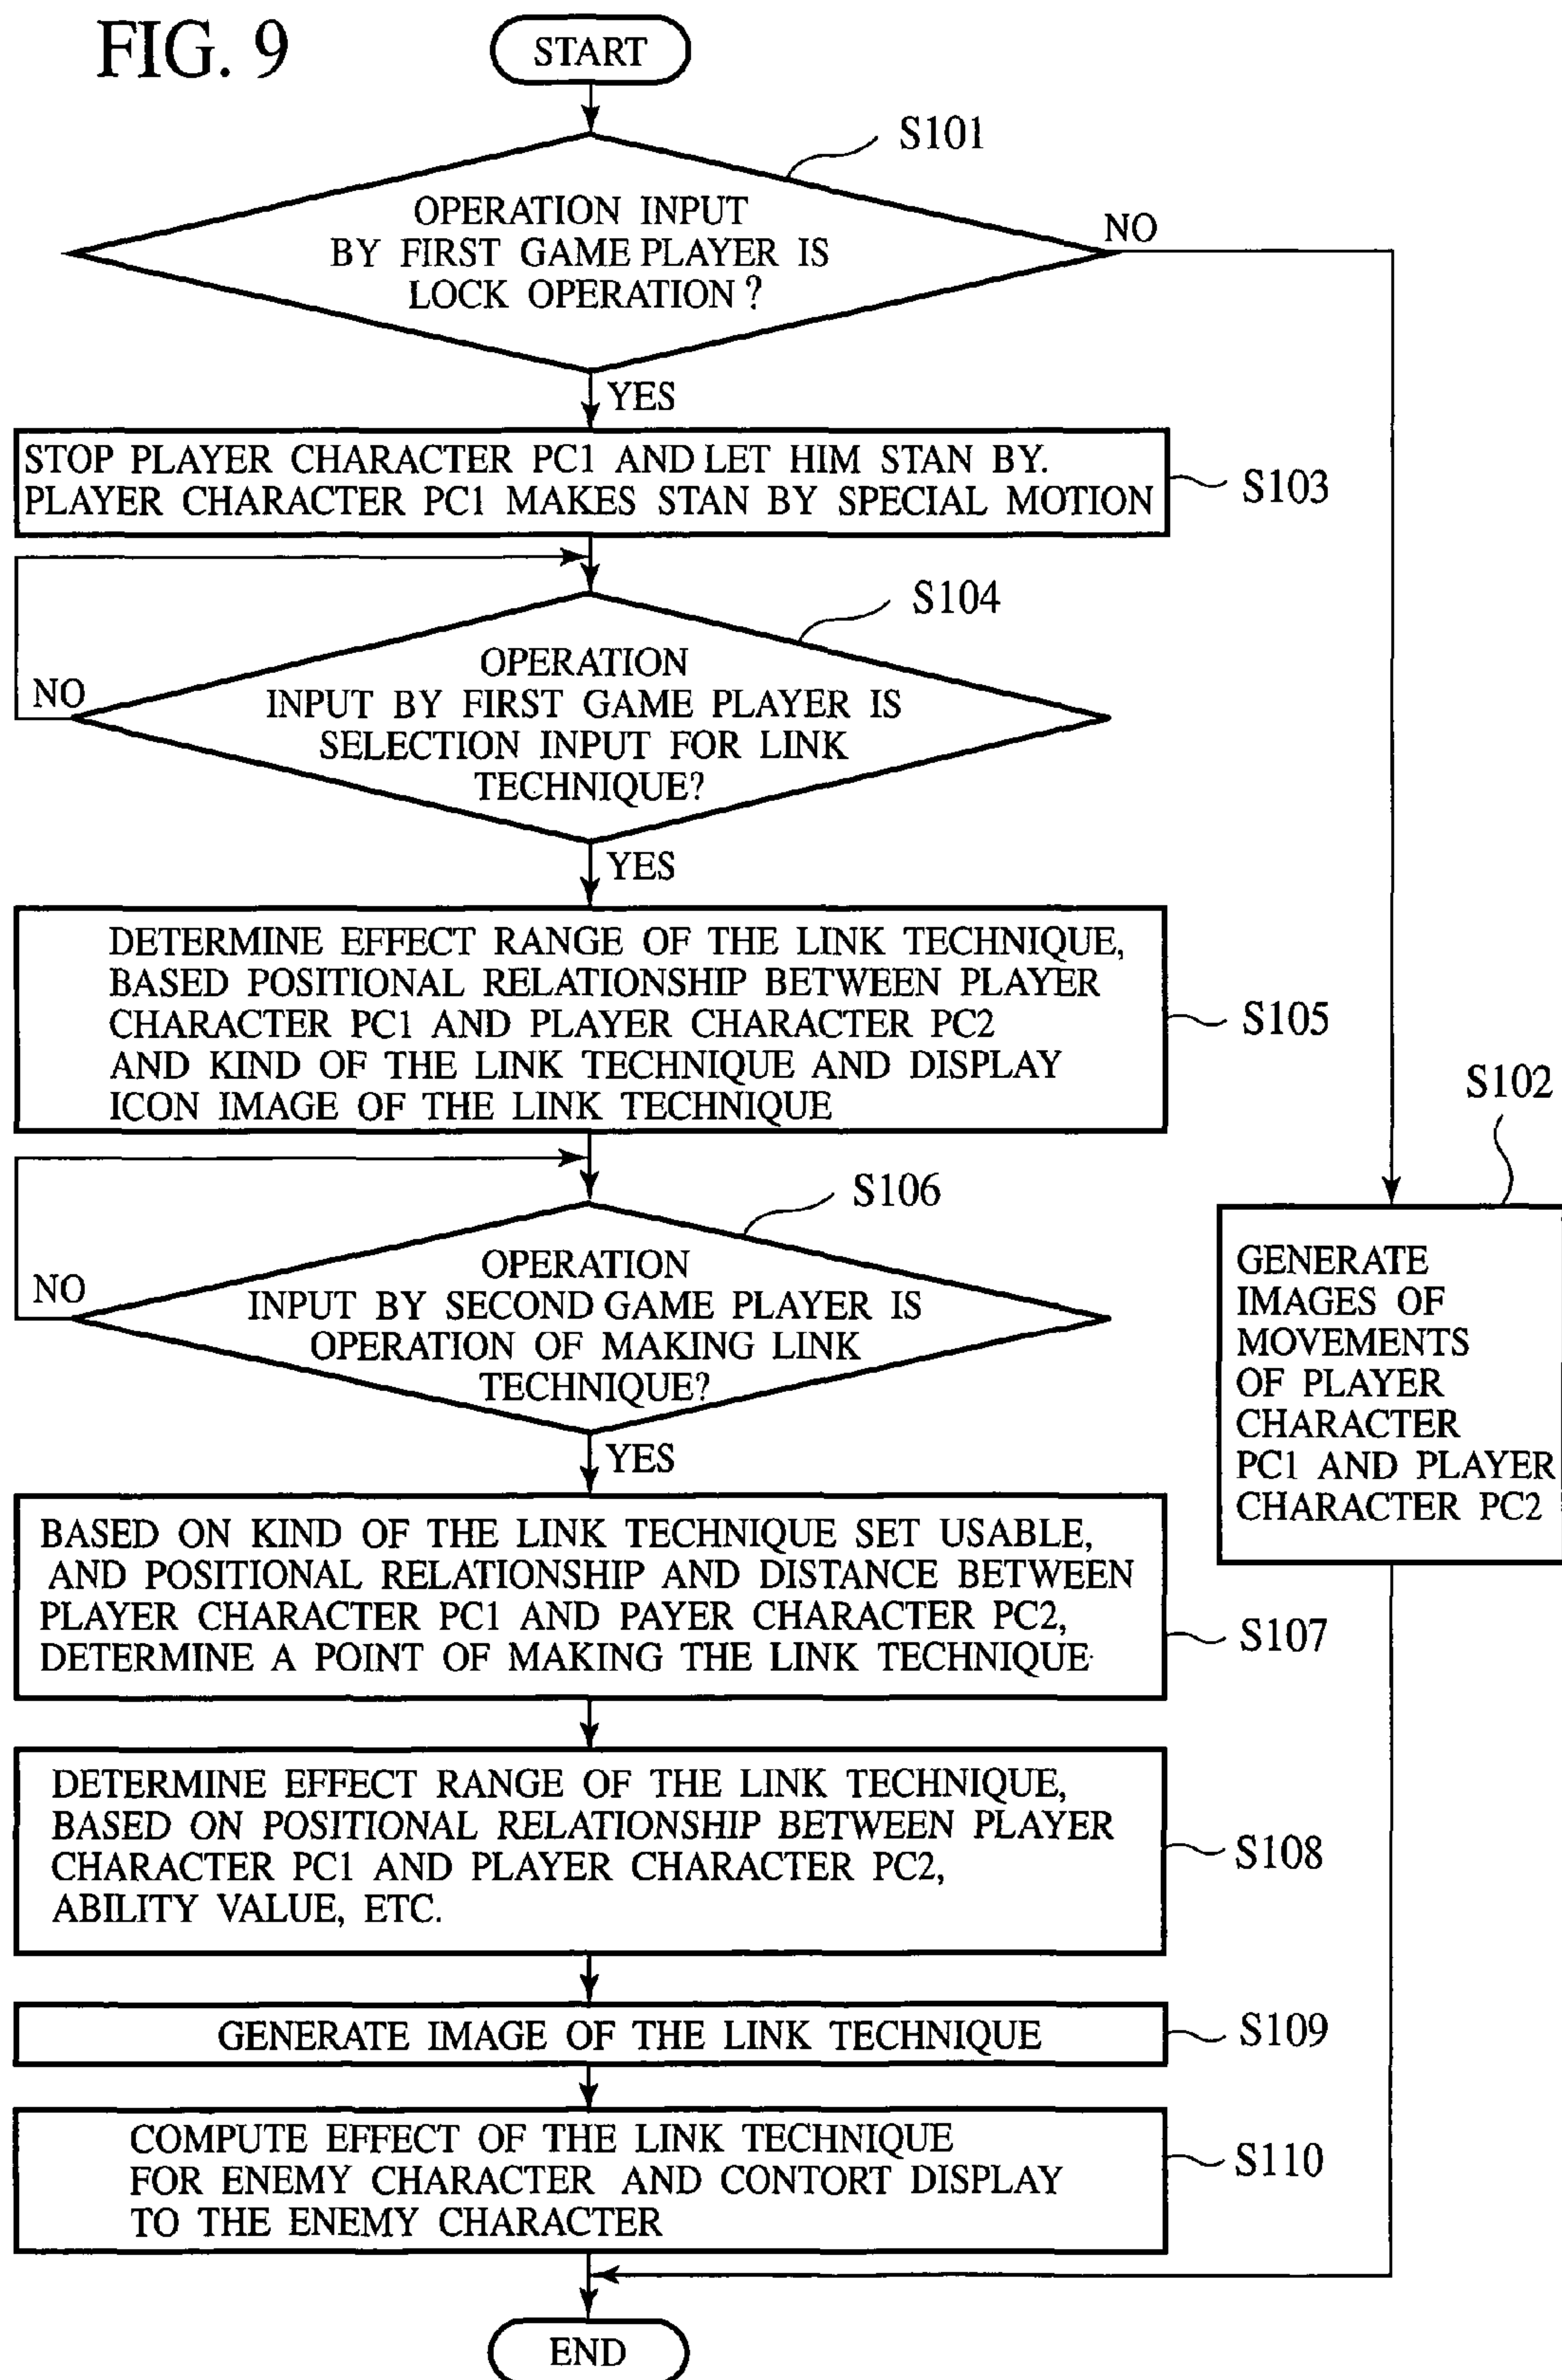 FIG. 9
START
S101
OPERATION INPUT
BY FIRST GAME PLAYER IS
LOCK OPERATION?
NO
YES
STOP PLAYER CHARACTER PC1 AND LET HIM STAN BY.
PLAYER CHARACTER PC1 MAKES STAN BY SPECIAL MOTION
S103
S104
OPERATION
INPUT BY FIRST GAME PLAYER IS
SELECTION INPUT FOR LINK
TECHNIQUE?
NO
YES
DETERMINE EFFECT RANGE OF THE LINK TECHNIQUE,
BASED POSITIONAL RELATIONSHIP BETWEEN PLAYER
CHARACTER PC1 AND PLAYER CHARACTER PC2
AND KIND OF THE LINK TECHNIQUE AND DISPLAY
ICON IMAGE OF THE LINK TECHNIQUE
S105
S102
GENERATE
IMAGES OF
MOVEMENTS
OF PLAYER
CHARACTER
PC1 AND PLAYER
CHARACTER PC2
S106
OPERATION
INPUT BY SECOND GAME PLAYER IS
OPERATION OF MAKING LINK
TECHNIQUE?
NO
YES
BASED ON KIND OF THE LINK TECHNIQUE SET USABLE,
AND POSITIONAL RELATIONSHIP AND DISTANCE BETWEEN
PLAYER CHARACTER PC1 AND PAYER CHARACTER PC2,
DETERMINE A POINT OF MAKING THE LINK TECHNIQUE
S107
DETERMINE EFFECT RANGE OF THE LINK TECHNIQUE,
BASED ON POSITIONAL RELATIONSHIP BETWEEN PLAYER
CHARACTER PC1 AND PLAYER CHARACTER PC2,
ABILITY VALUE, ETC.
S108
GENERATE IMAGE OF THE LINK TECHNIQUE
S109
COMPUTE EFFECT OF THE LINK TECHNIQUE
FOR ENEMY CHARACTER AND CONTORT DISPLAY
TO THE ENEMY CHARACTER
S110
END